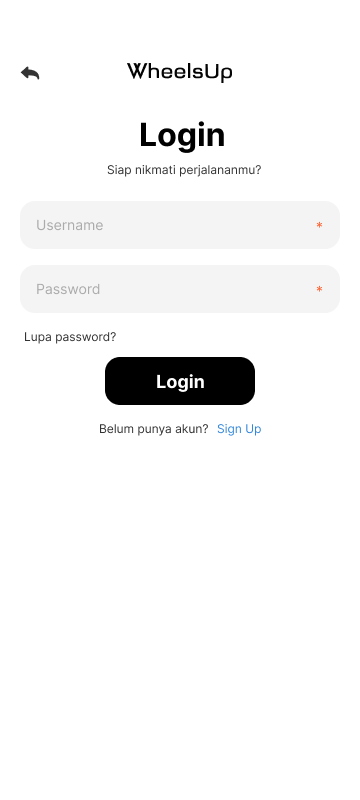 WheelsUp
Login
Siap nikmati perjalananmu?
Username *
Password *
Lupa password?
Login
Belum punya akun? Sign Up